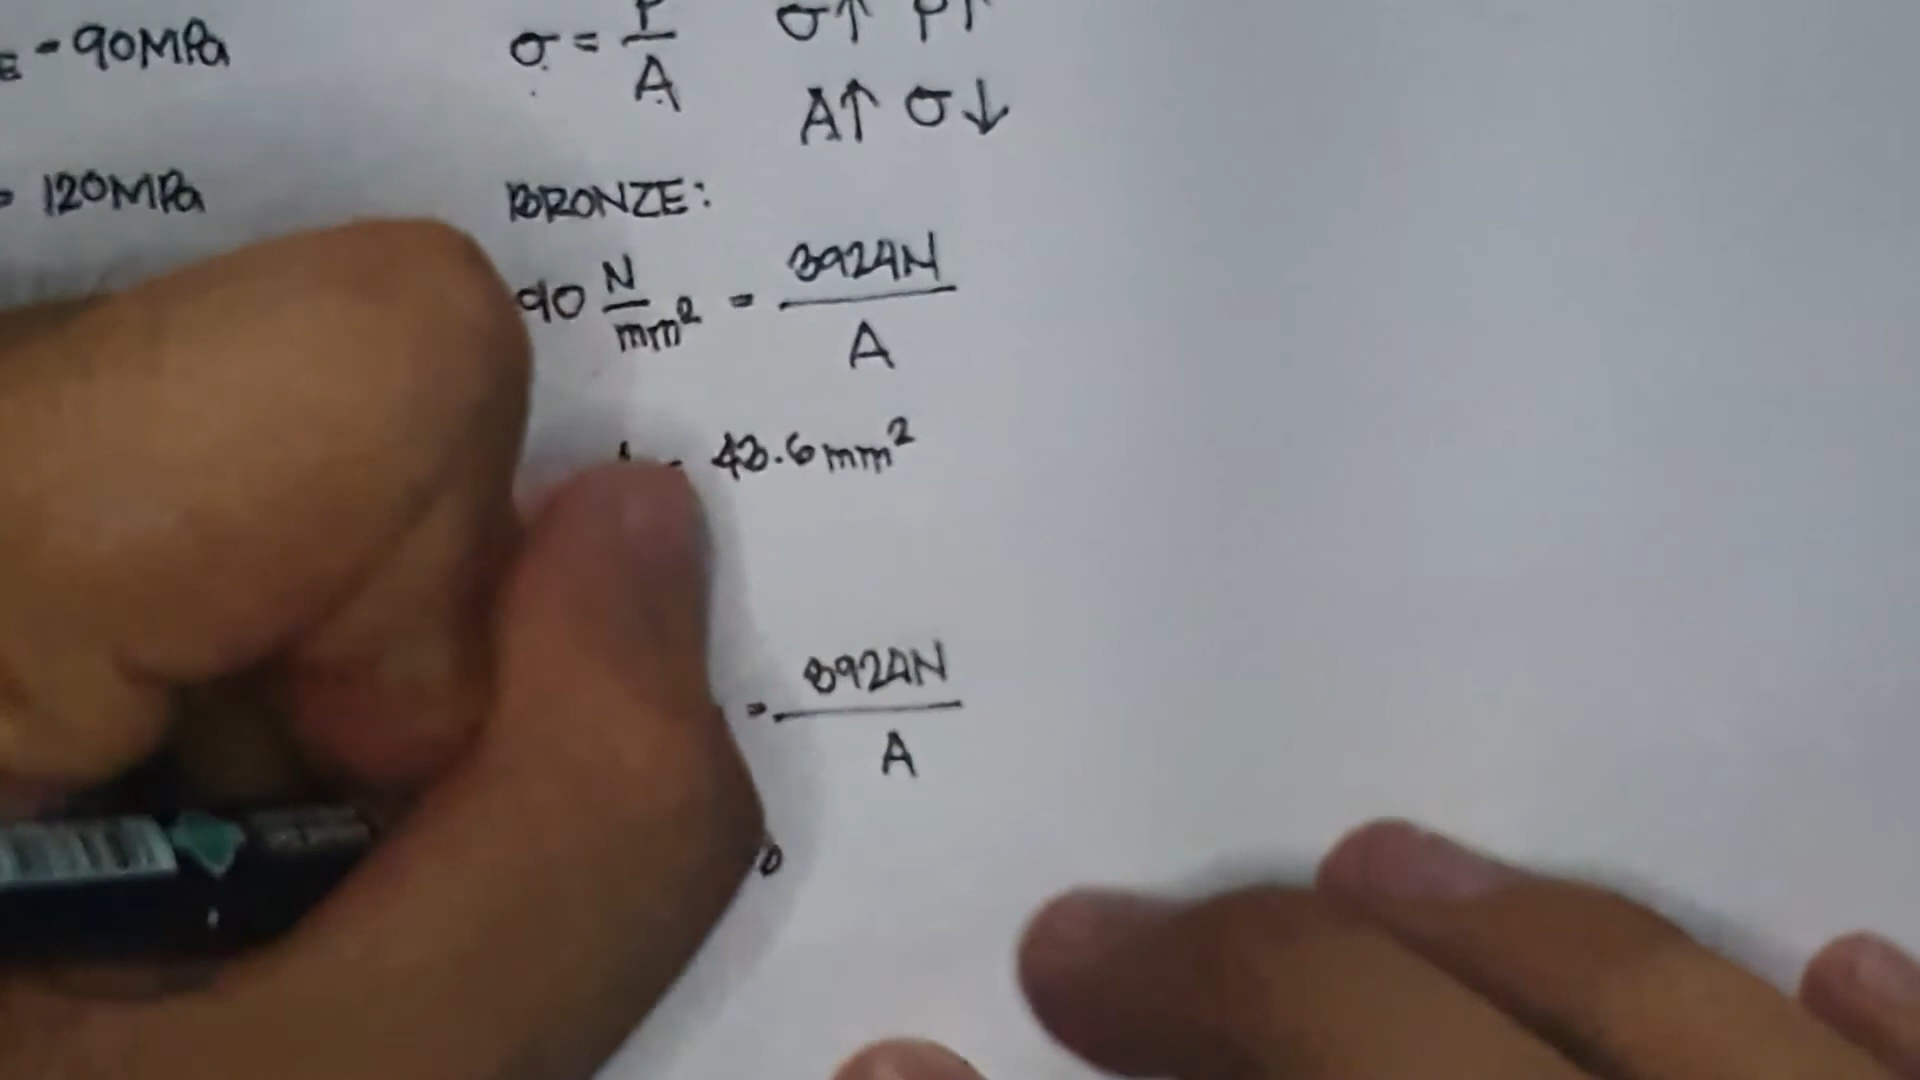 = 90MPa
σ = P/A
σ↑ P↑
A↑ σ↓
= 120MPa
BRONZE:
90 N/mm² = 3924N/A
= 43.6mm²
= 3924N/A